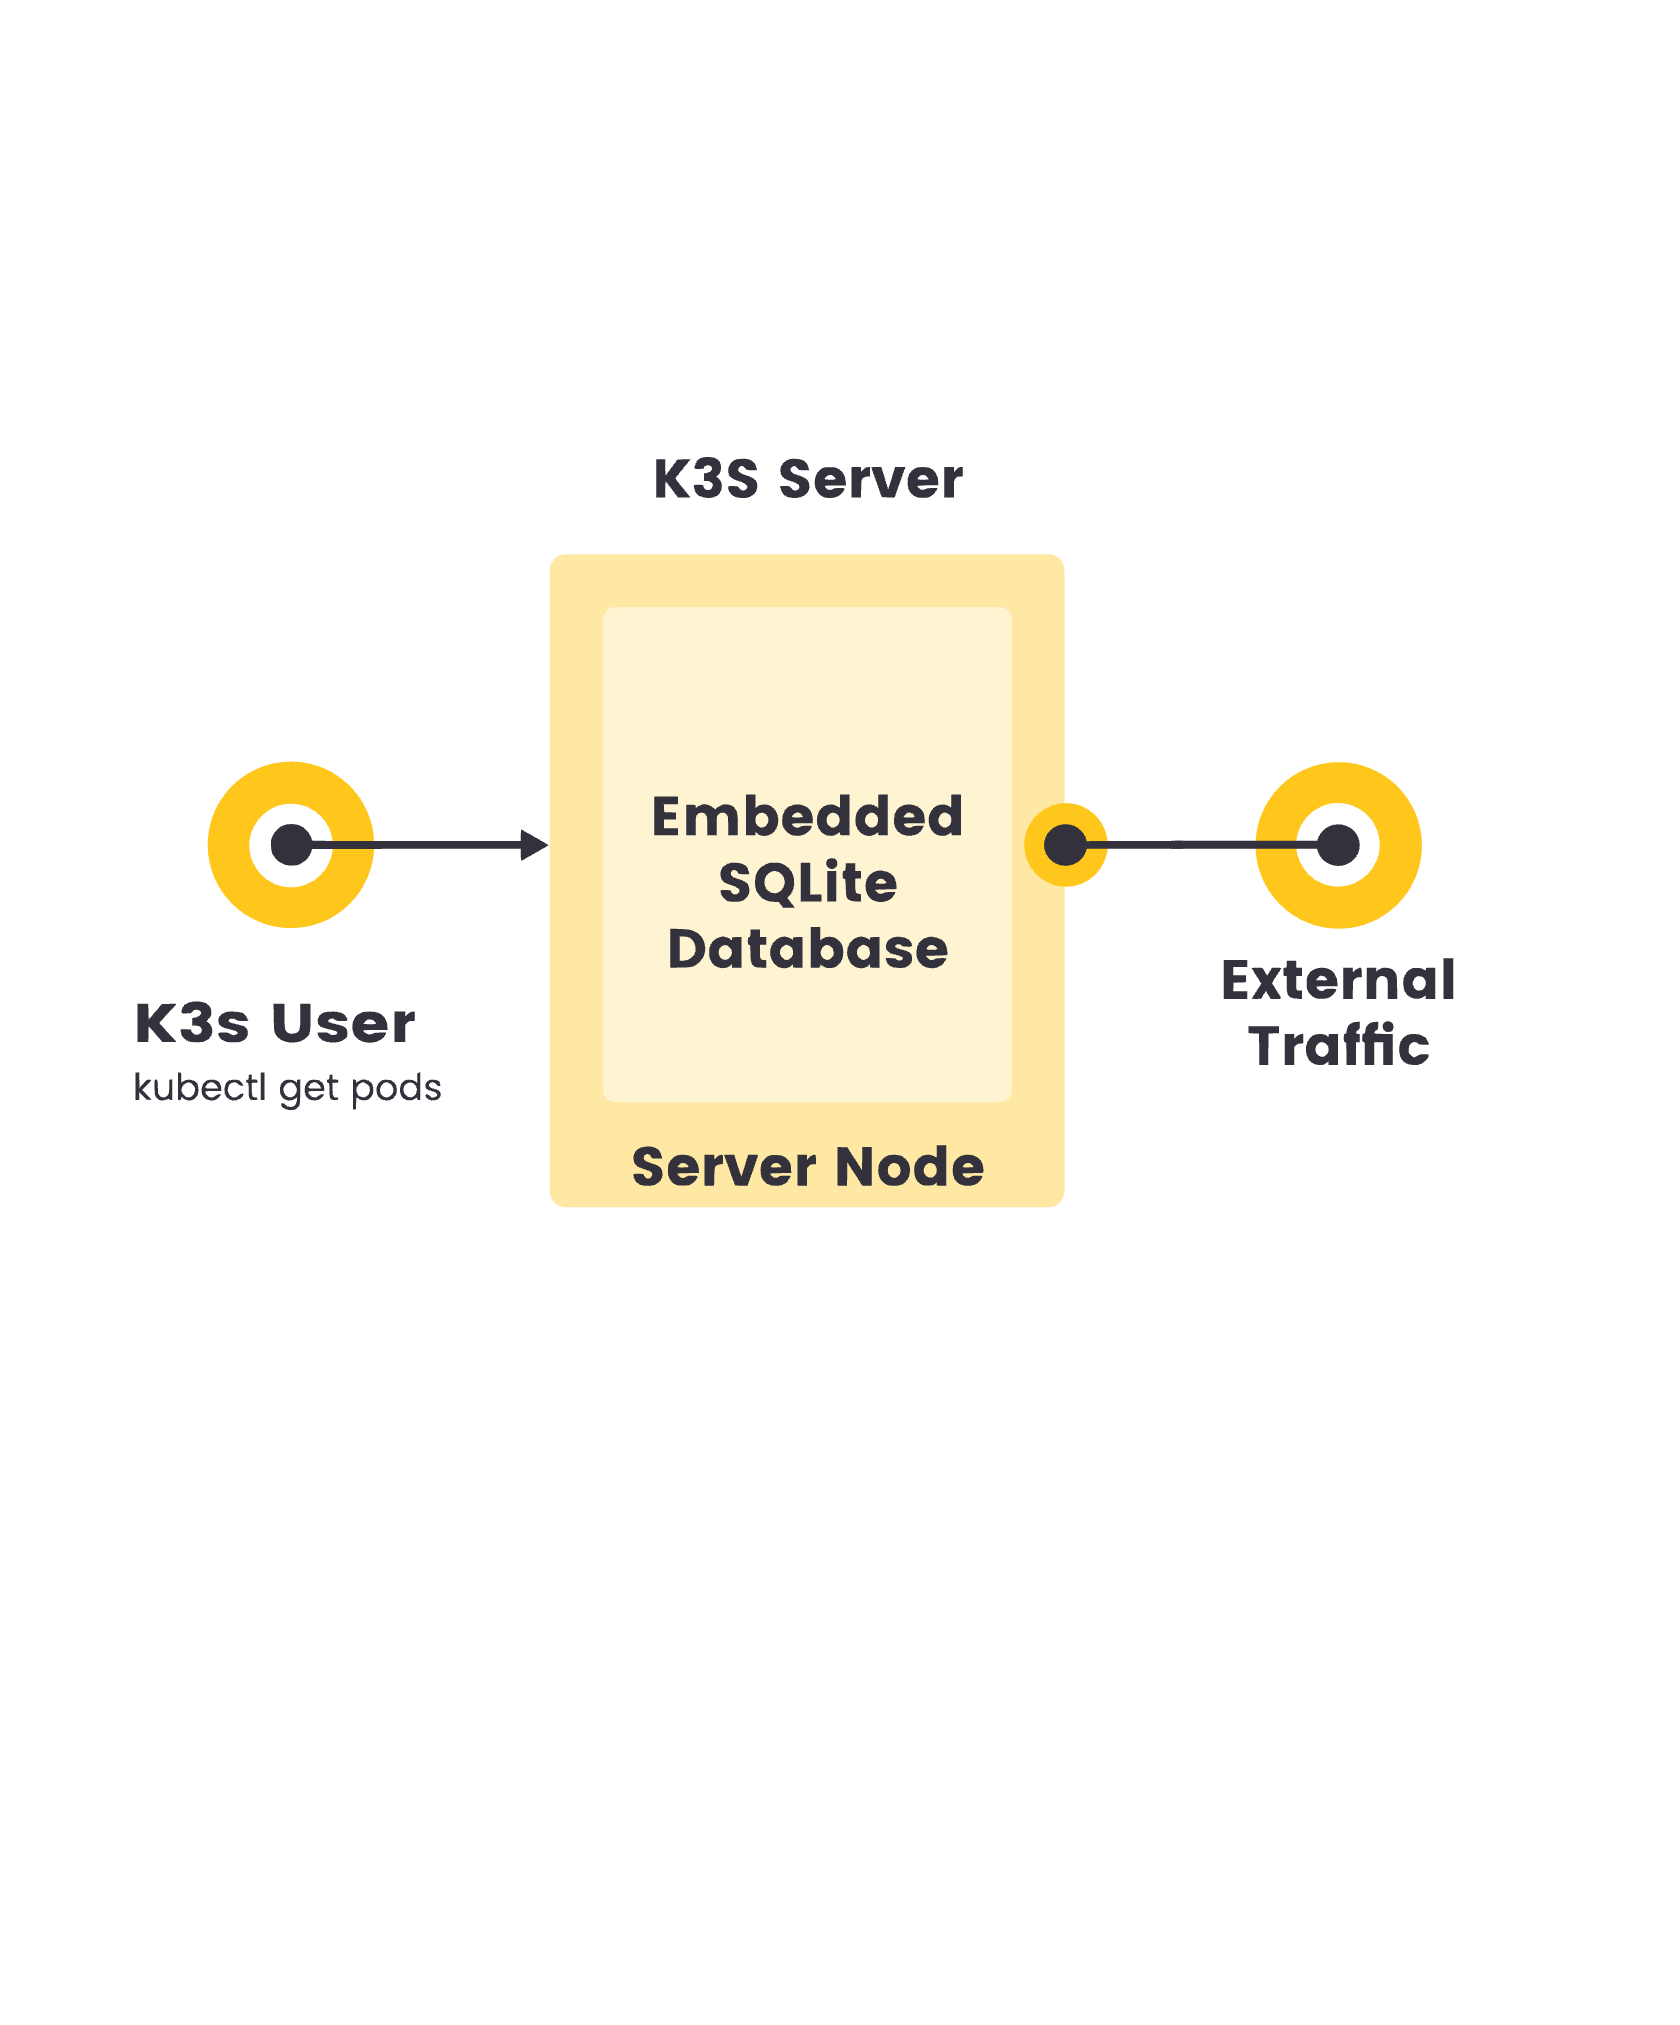 K3S Server
Embedded
SQLite
Database
Server Node
K3s User
kubectl get pods
External
Traffic